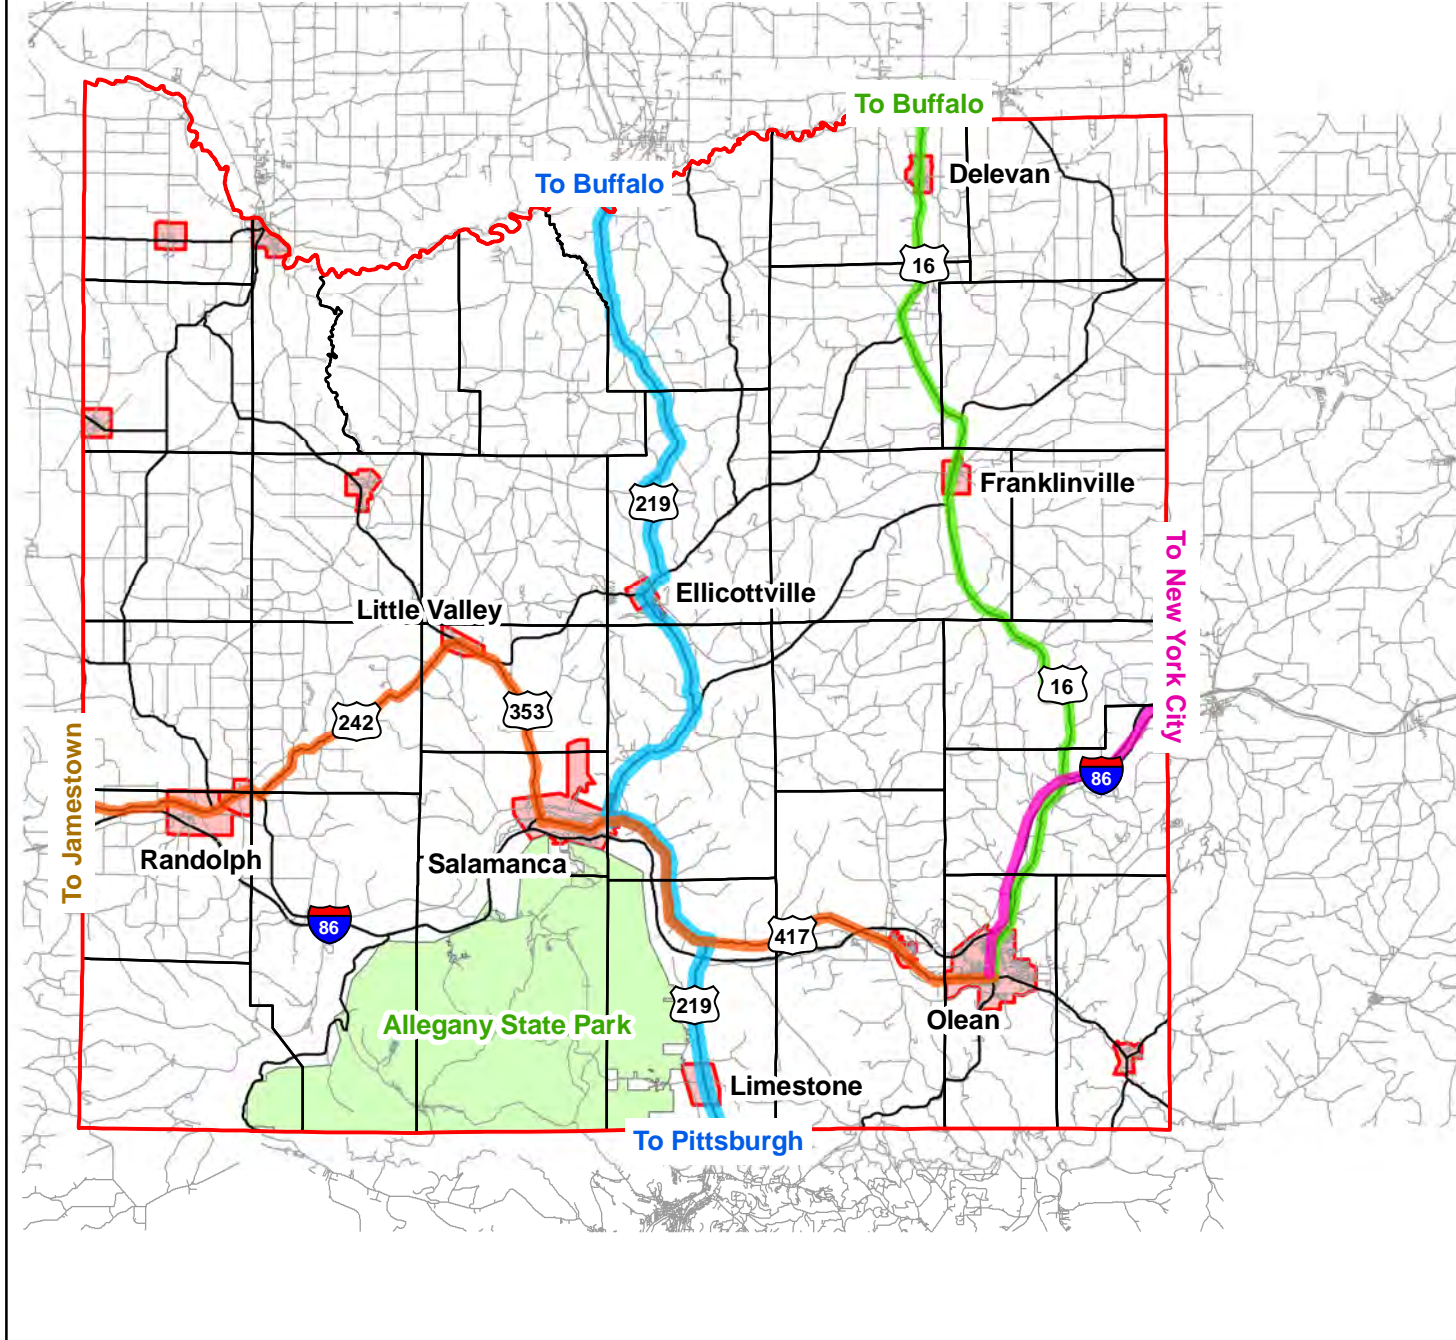 To Buffalo
Delevan
To Buffalo
16
Franklinville
219
To New York City
Ellicottville
Little Valley
16
353
242
86
To Jamestown
Randolph
Salamanca
86
417
219
Olean
Allegany State Park
Limestone
To Pittsburgh